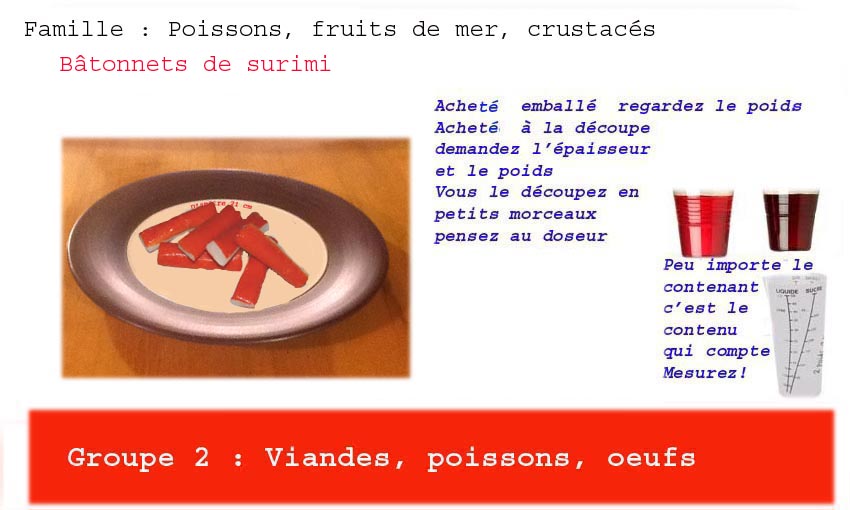 Famille : Poissons, fruits de mer, crustacés
Bâtonnets de surimi
Acheté emballé regardez le poids
Acheté à la découpe
demandez l'épaisseur
et le poids
Vous le découpez en
petits morceaux
pensez au doseur
21 cm
Peu importe le
contenant
c'est le
contenu
qui compte
Mesurez!
LIQUIDE SUCRE
Groupe 2 : Viandes, poissons, oeufs